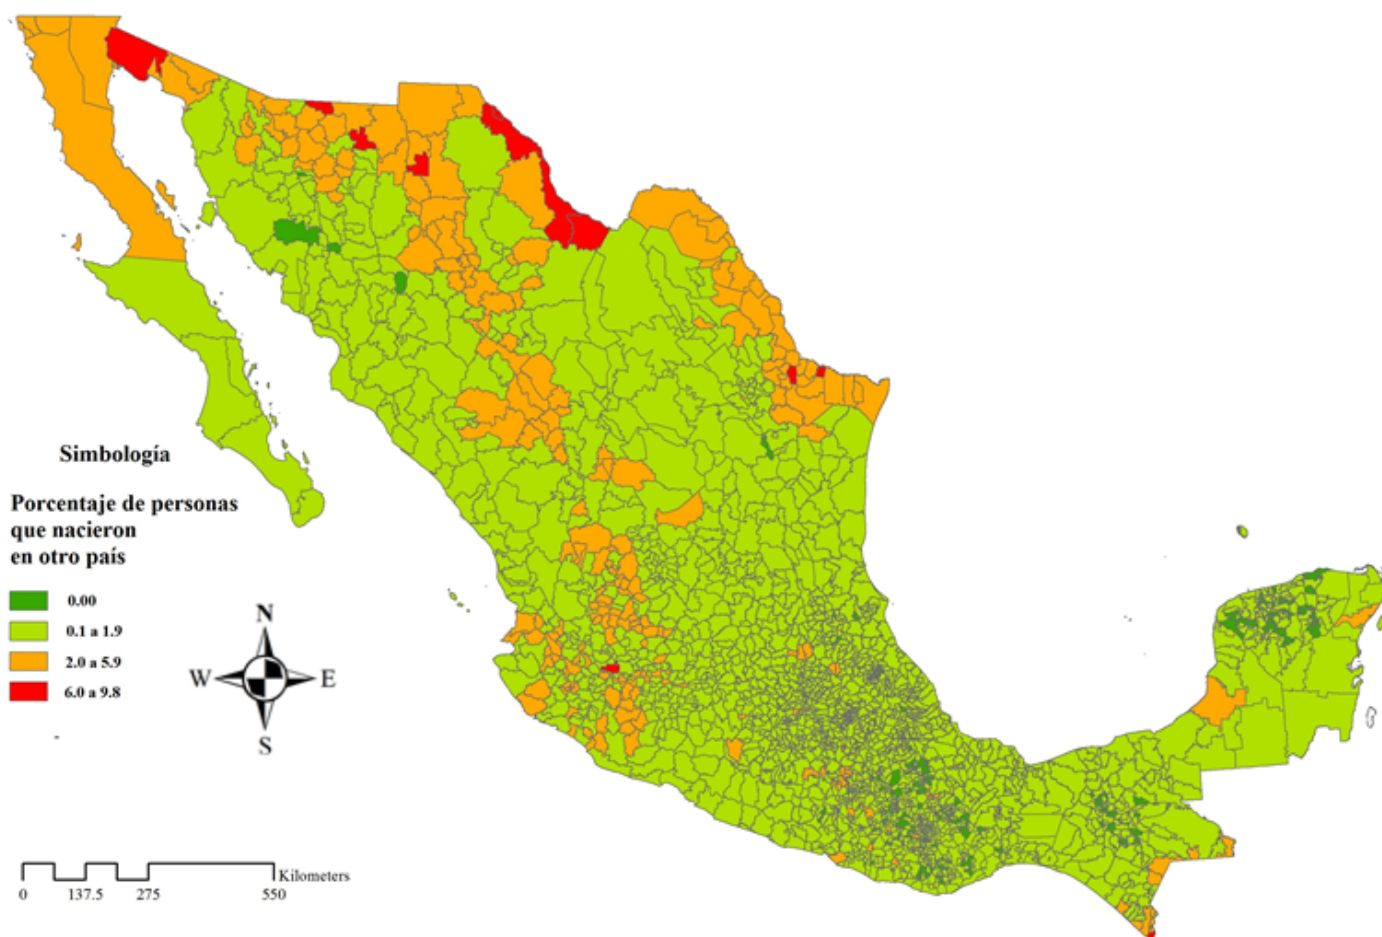 Simbología
Porcentaje de personas
que nacieron
en otro país
0.00
0.1 a 1.9
2.0 a 5.9
6.0 a 9.8
N
W E
S
Kilometers
0 137.5 275 550